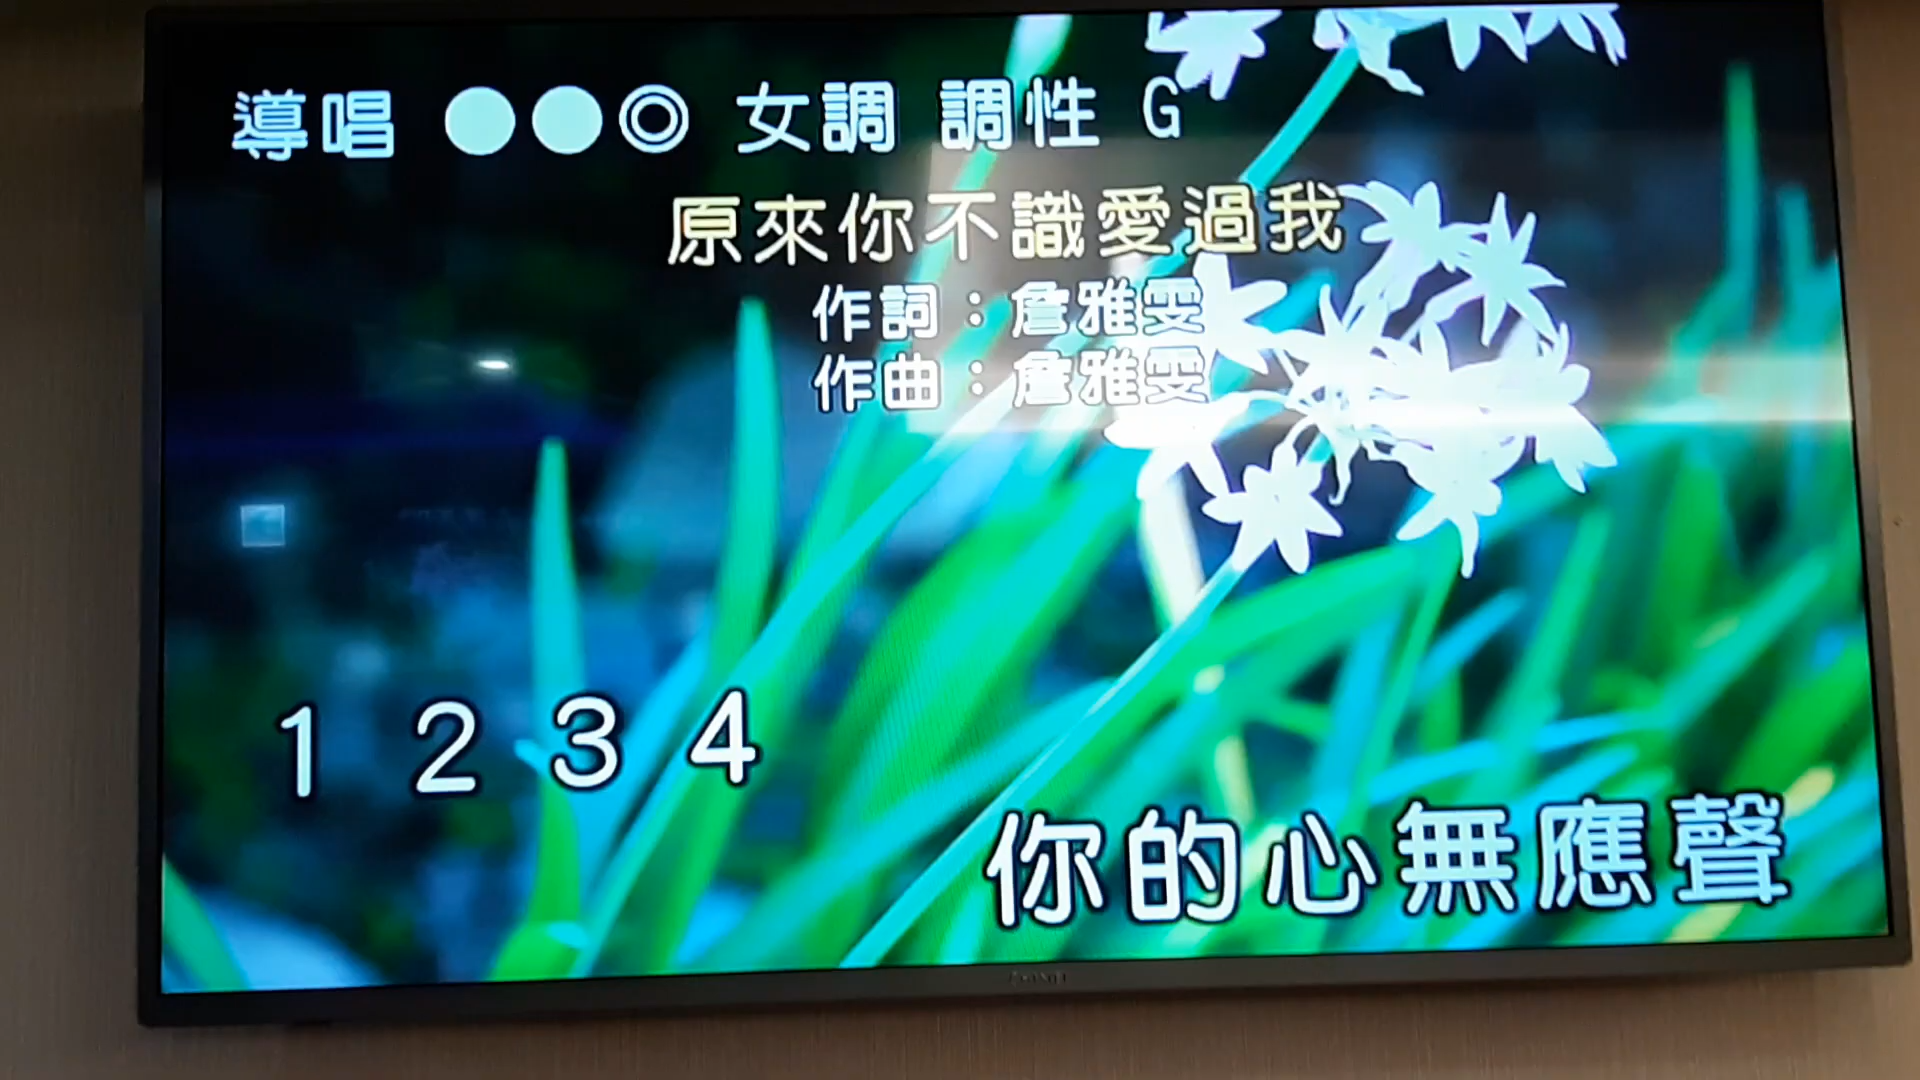 導唱 ●●◎ 女調 調性 G
原來你不識愛過我
作詞：詹雅雯
作曲：詹雅雯
1 2 3 4
你的心無應聲